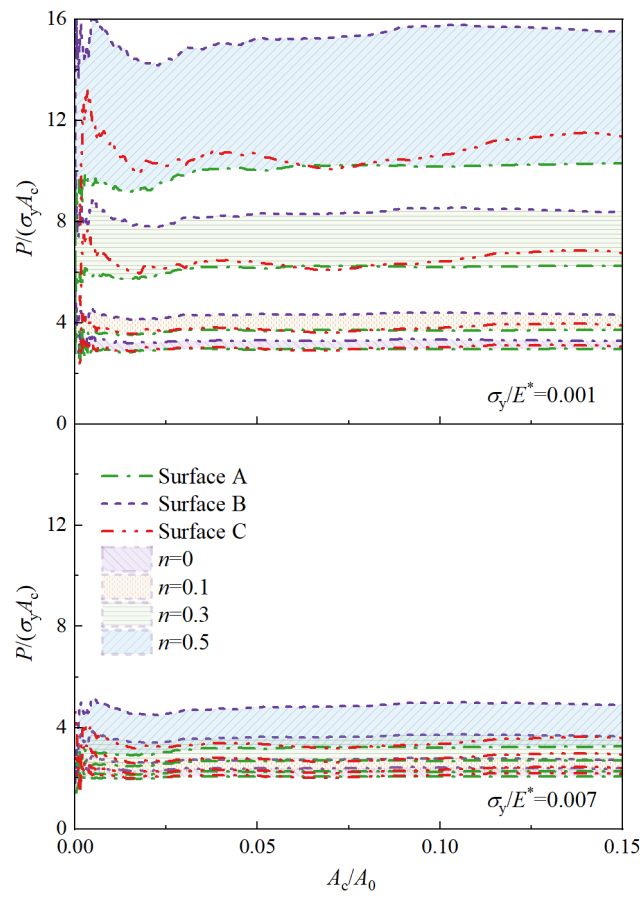 16
12
8
4
0
P/(σyAc)
σy/E*=0.001
Surface A
Surface B
Surface C
n=0
n=0.1
n=0.3
n=0.5
12
8
4
0
P/(σyAc)
σy/E*=0.007
0.00
0.05
0.10
0.15
Ac/A0